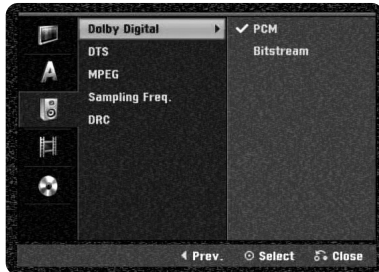 Dolby Digital
DTS
MPEG
Sampling Freq.
DRC
✔ PCM
Bitstream
Prev. Select Close